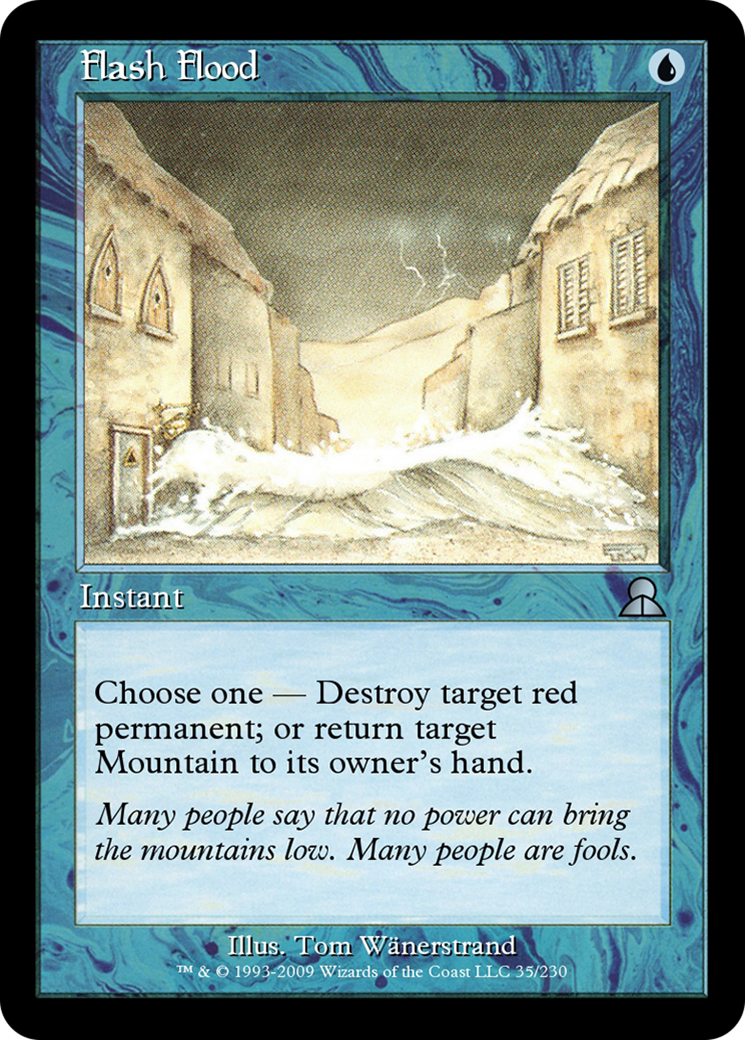 Flash Flood
TKW
Instant
Choose one — Destroy target red
permanent; or return target
Mountain to its owner's hand.
Many people say that no power can bring
the mountains low. Many people are fools.
Illus. Tom Wänerstrand
™ & © 1993-2009 Wizards of the Coast LLC 35/230